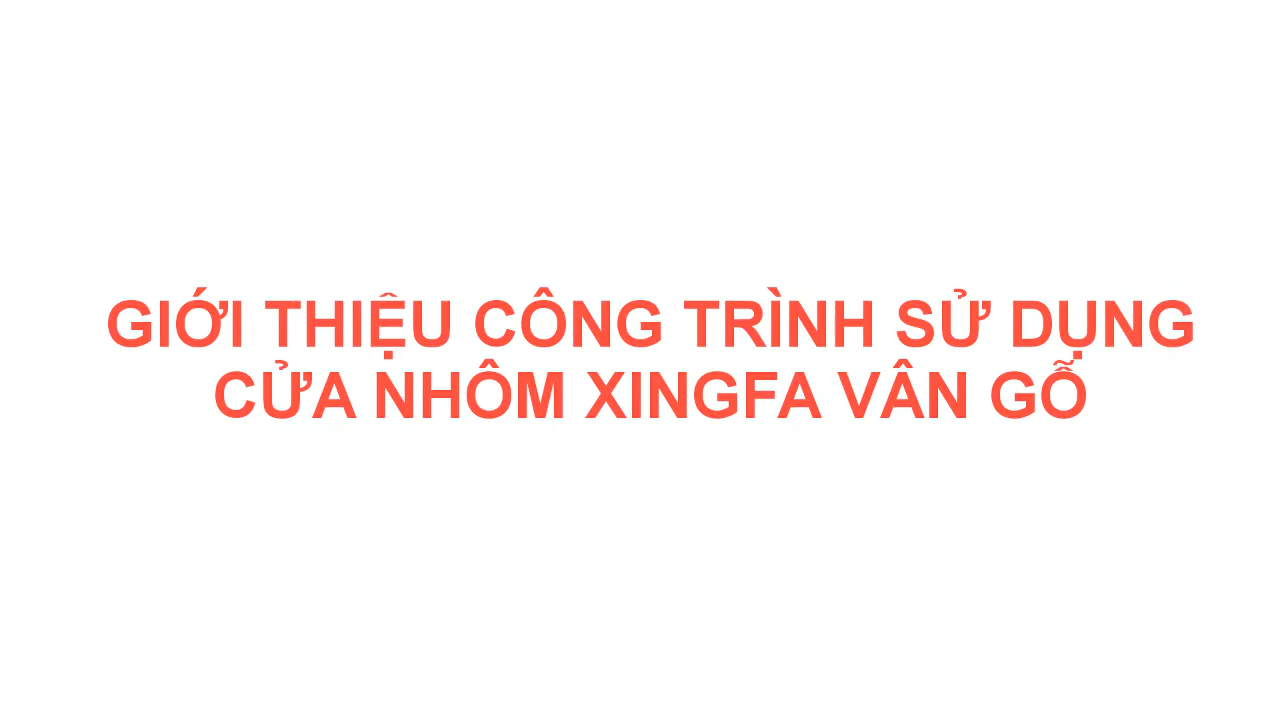 GIỚI THIỆU CÔNG TRÌNH SỬ DỤNG
CỬA NHÔM XINGFA VÂN GỖ